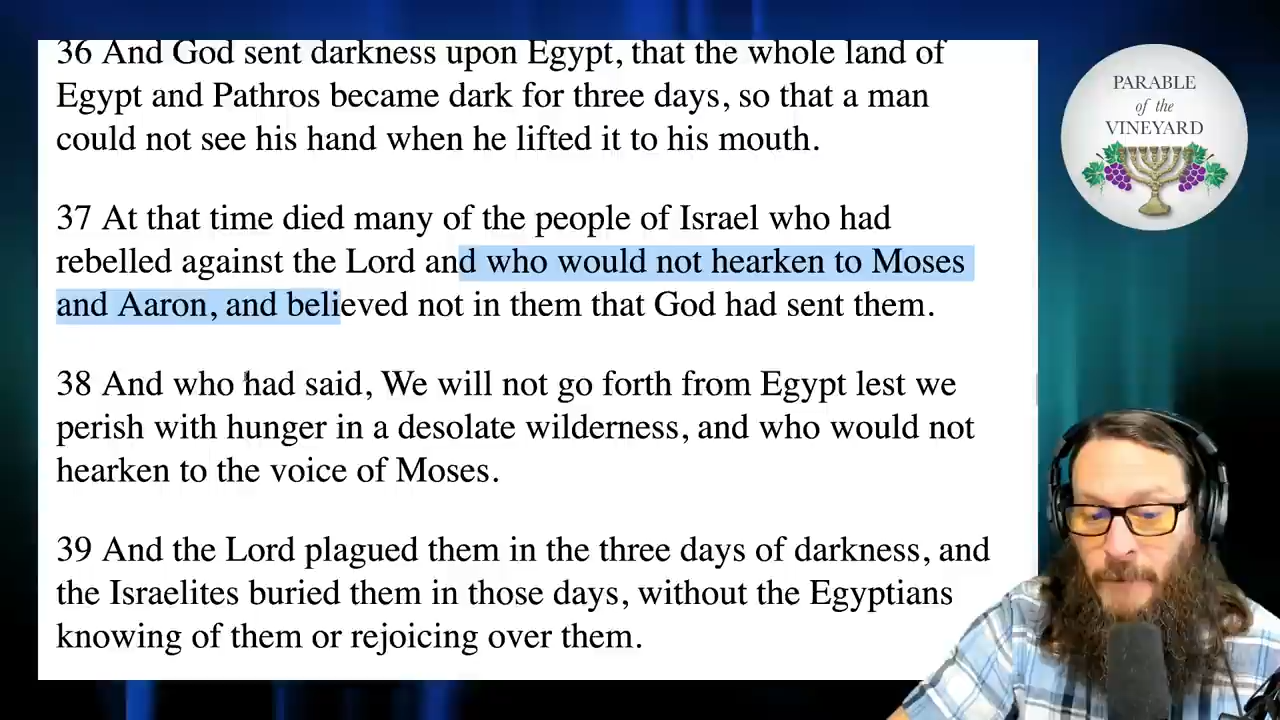 36 And God sent darkness upon Egypt, that the whole land of
Egypt and Pathros became dark for three days, so that a man
could not see his hand when he lifted it to his mouth.
37 At that time died many of the people of Israel who had
rebelled against the Lord and who would not hearken to Moses
and Aaron, and believed not in them that God had sent them.
38 And who had said, We will not go forth from Egypt lest we
perish with hunger in a desolate wilderness, and who would not
hearken to the voice of Moses.
39 And the Lord plagued them in the three days of darkness, and
the Israelites buried them in those days, without the Egyptians
knowing of them or rejoicing over them.
PARABLE
of the
VINEYARD